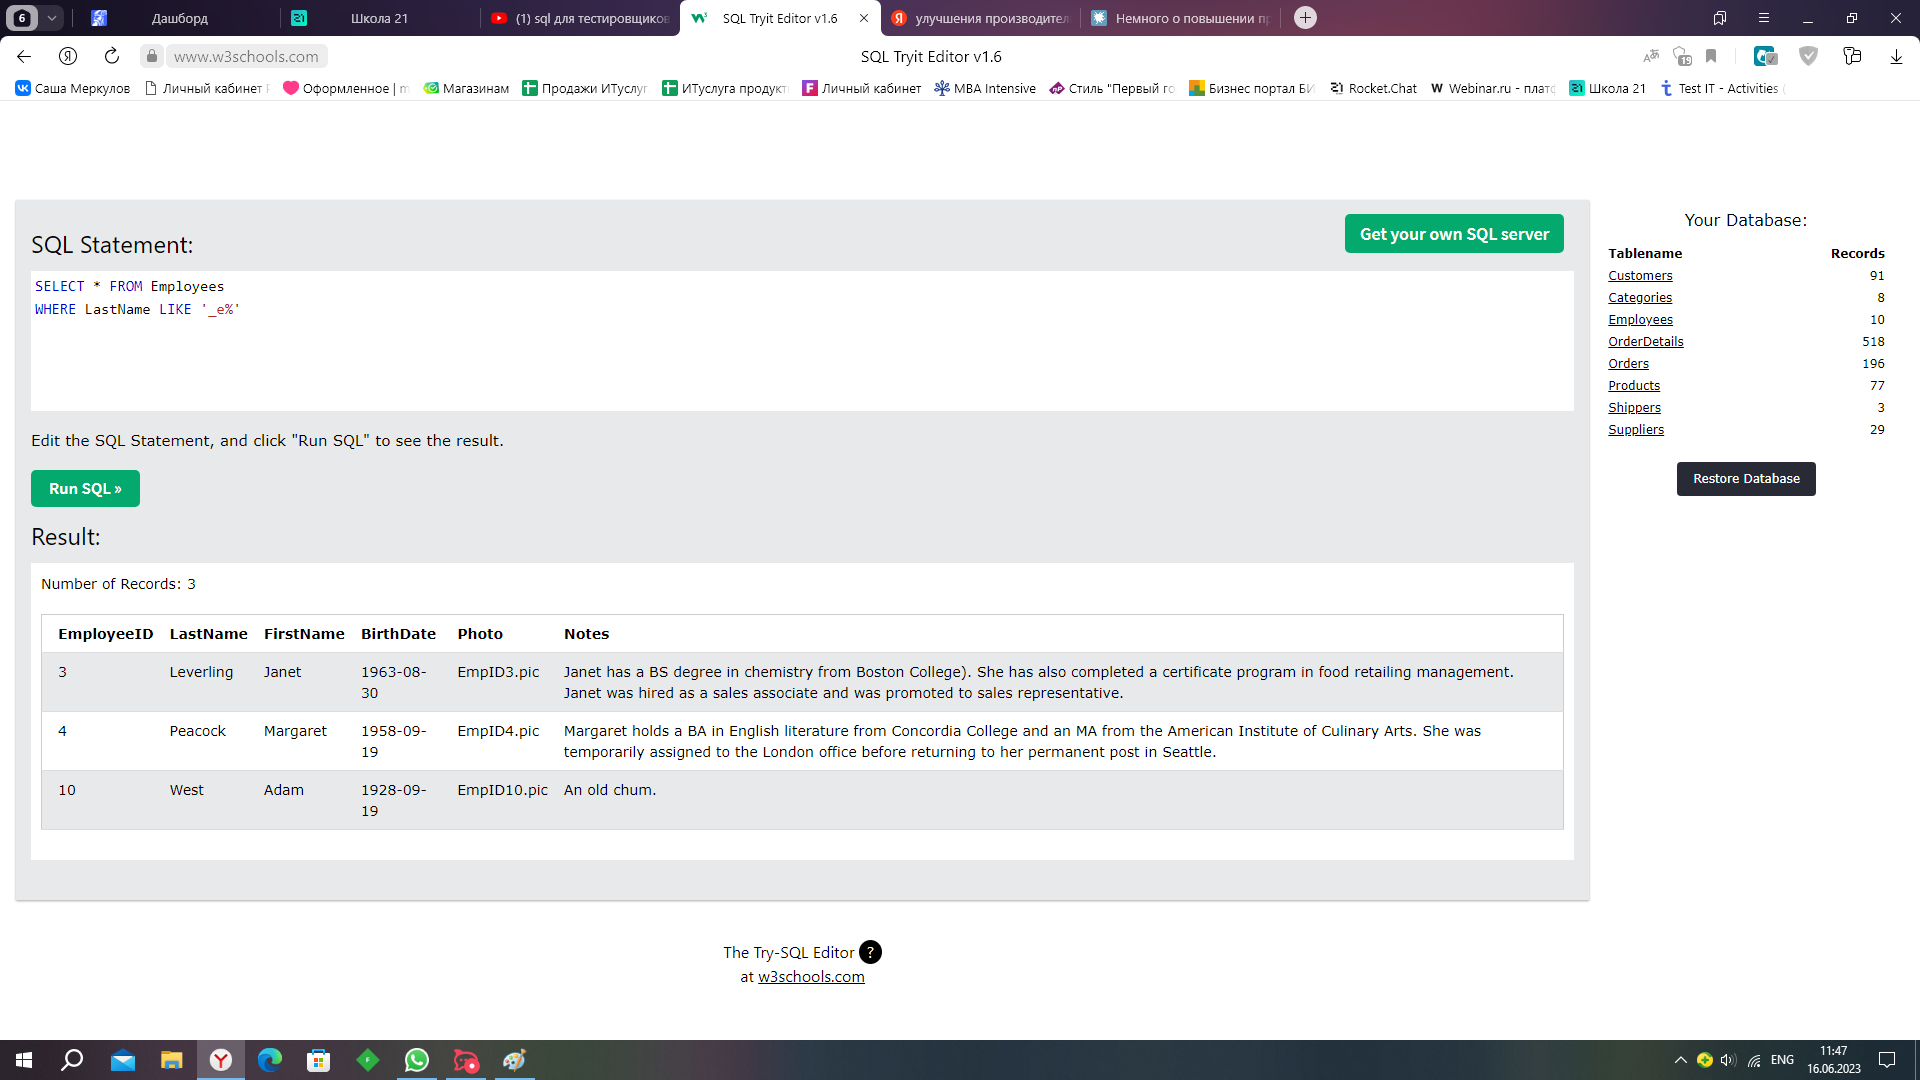 6
Дашборд
Школа 21
(1) sql для тестировщиков
SQL Tryit Editor v1.6
улучшения производител
Немного о повышении пр
www.w3schools.com
SQL Tryit Editor v1.6
19
Саша Меркулов
Личный кабинет
Оформленное | m
Магазинам
Продажи ИТуслуг
ИТуслуга продукт
Личный кабинет
MBA Intensive
Стиль "Первый го
Бизнес портал БИ
Rocket.Chat
Webinar.ru - платф
Школа 21
Test IT - Activities
SQL Statement:
Get your own SQL server
SELECT * FROM Employees
WHERE LastName LIKE '_e%'
Edit the SQL Statement, and click "Run SQL" to see the result.
Run SQL »
Result:
Number of Records: 3
EmployeeID LastName FirstName BirthDate Photo Notes
3 Leverling Janet 1963-08-30 EmpID3.pic Janet has a BS degree in chemistry from Boston College). She has also completed a certificate program in food retailing management.
Janet was hired as a sales associate and was promoted to sales representative.
4 Peacock Margaret 1958-09-19 EmpID4.pic Margaret holds a BA in English literature from Concordia College and an MA from the American Institute of Culinary Arts. She was
temporarily assigned to the London office before returning to her permanent post in Seattle.
10 West Adam 1928-09-19 EmpID10.pic An old chum.
Your Database:
Tablename Records
Customers 91
Categories 8
Employees 10
OrderDetails 518
Orders 196
Products 77
Shippers 3
Suppliers 29
Restore Database
The Try-SQL Editor ?
at w3schools.com
ENG
11:47
16.06.2023